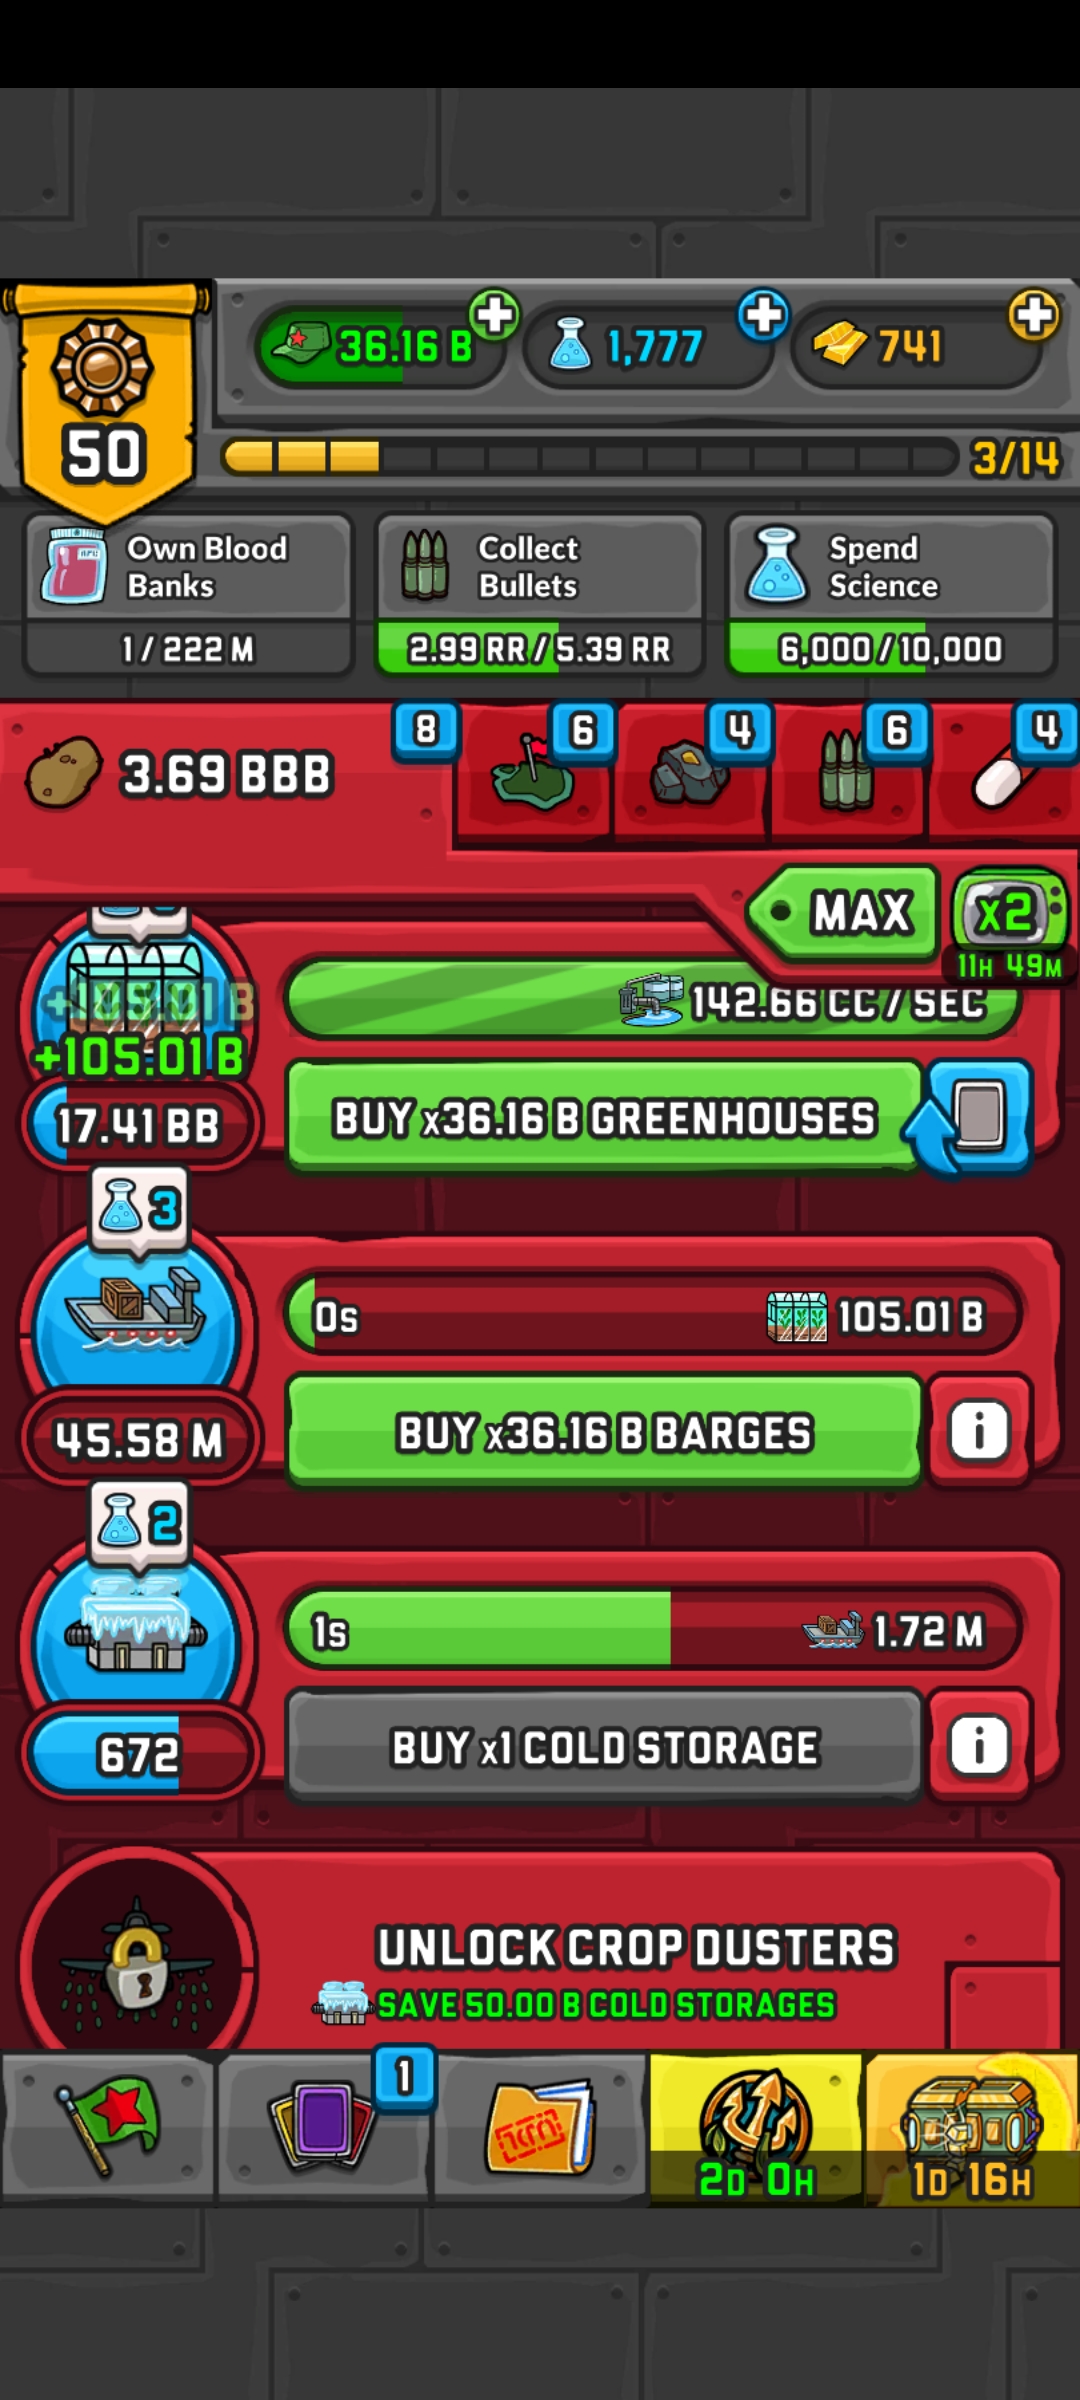 36.16 B
1,777
741
50
3/14
Own Blood Banks
1 / 222 M
Collect Bullets
2.99 RR / 5.39 RR
Spend Science
6,000 / 10,000
3.69 BBB
8
6
4
6
4
MAX
x2
11H 49M
+105.01 B
+105.01 B
142.66 CC / SEC
17.41 BB
BUY x36.16 B GREENHOUSES
3
0s
105.01 B
45.58 M
BUY x36.16 B BARGES
i
2
1s
1.72 M
672
BUY x1 COLD STORAGE
i
UNLOCK CROP DUSTERS
SAVE 50.00 B COLD STORAGES
1
2D 0H
1D 16H